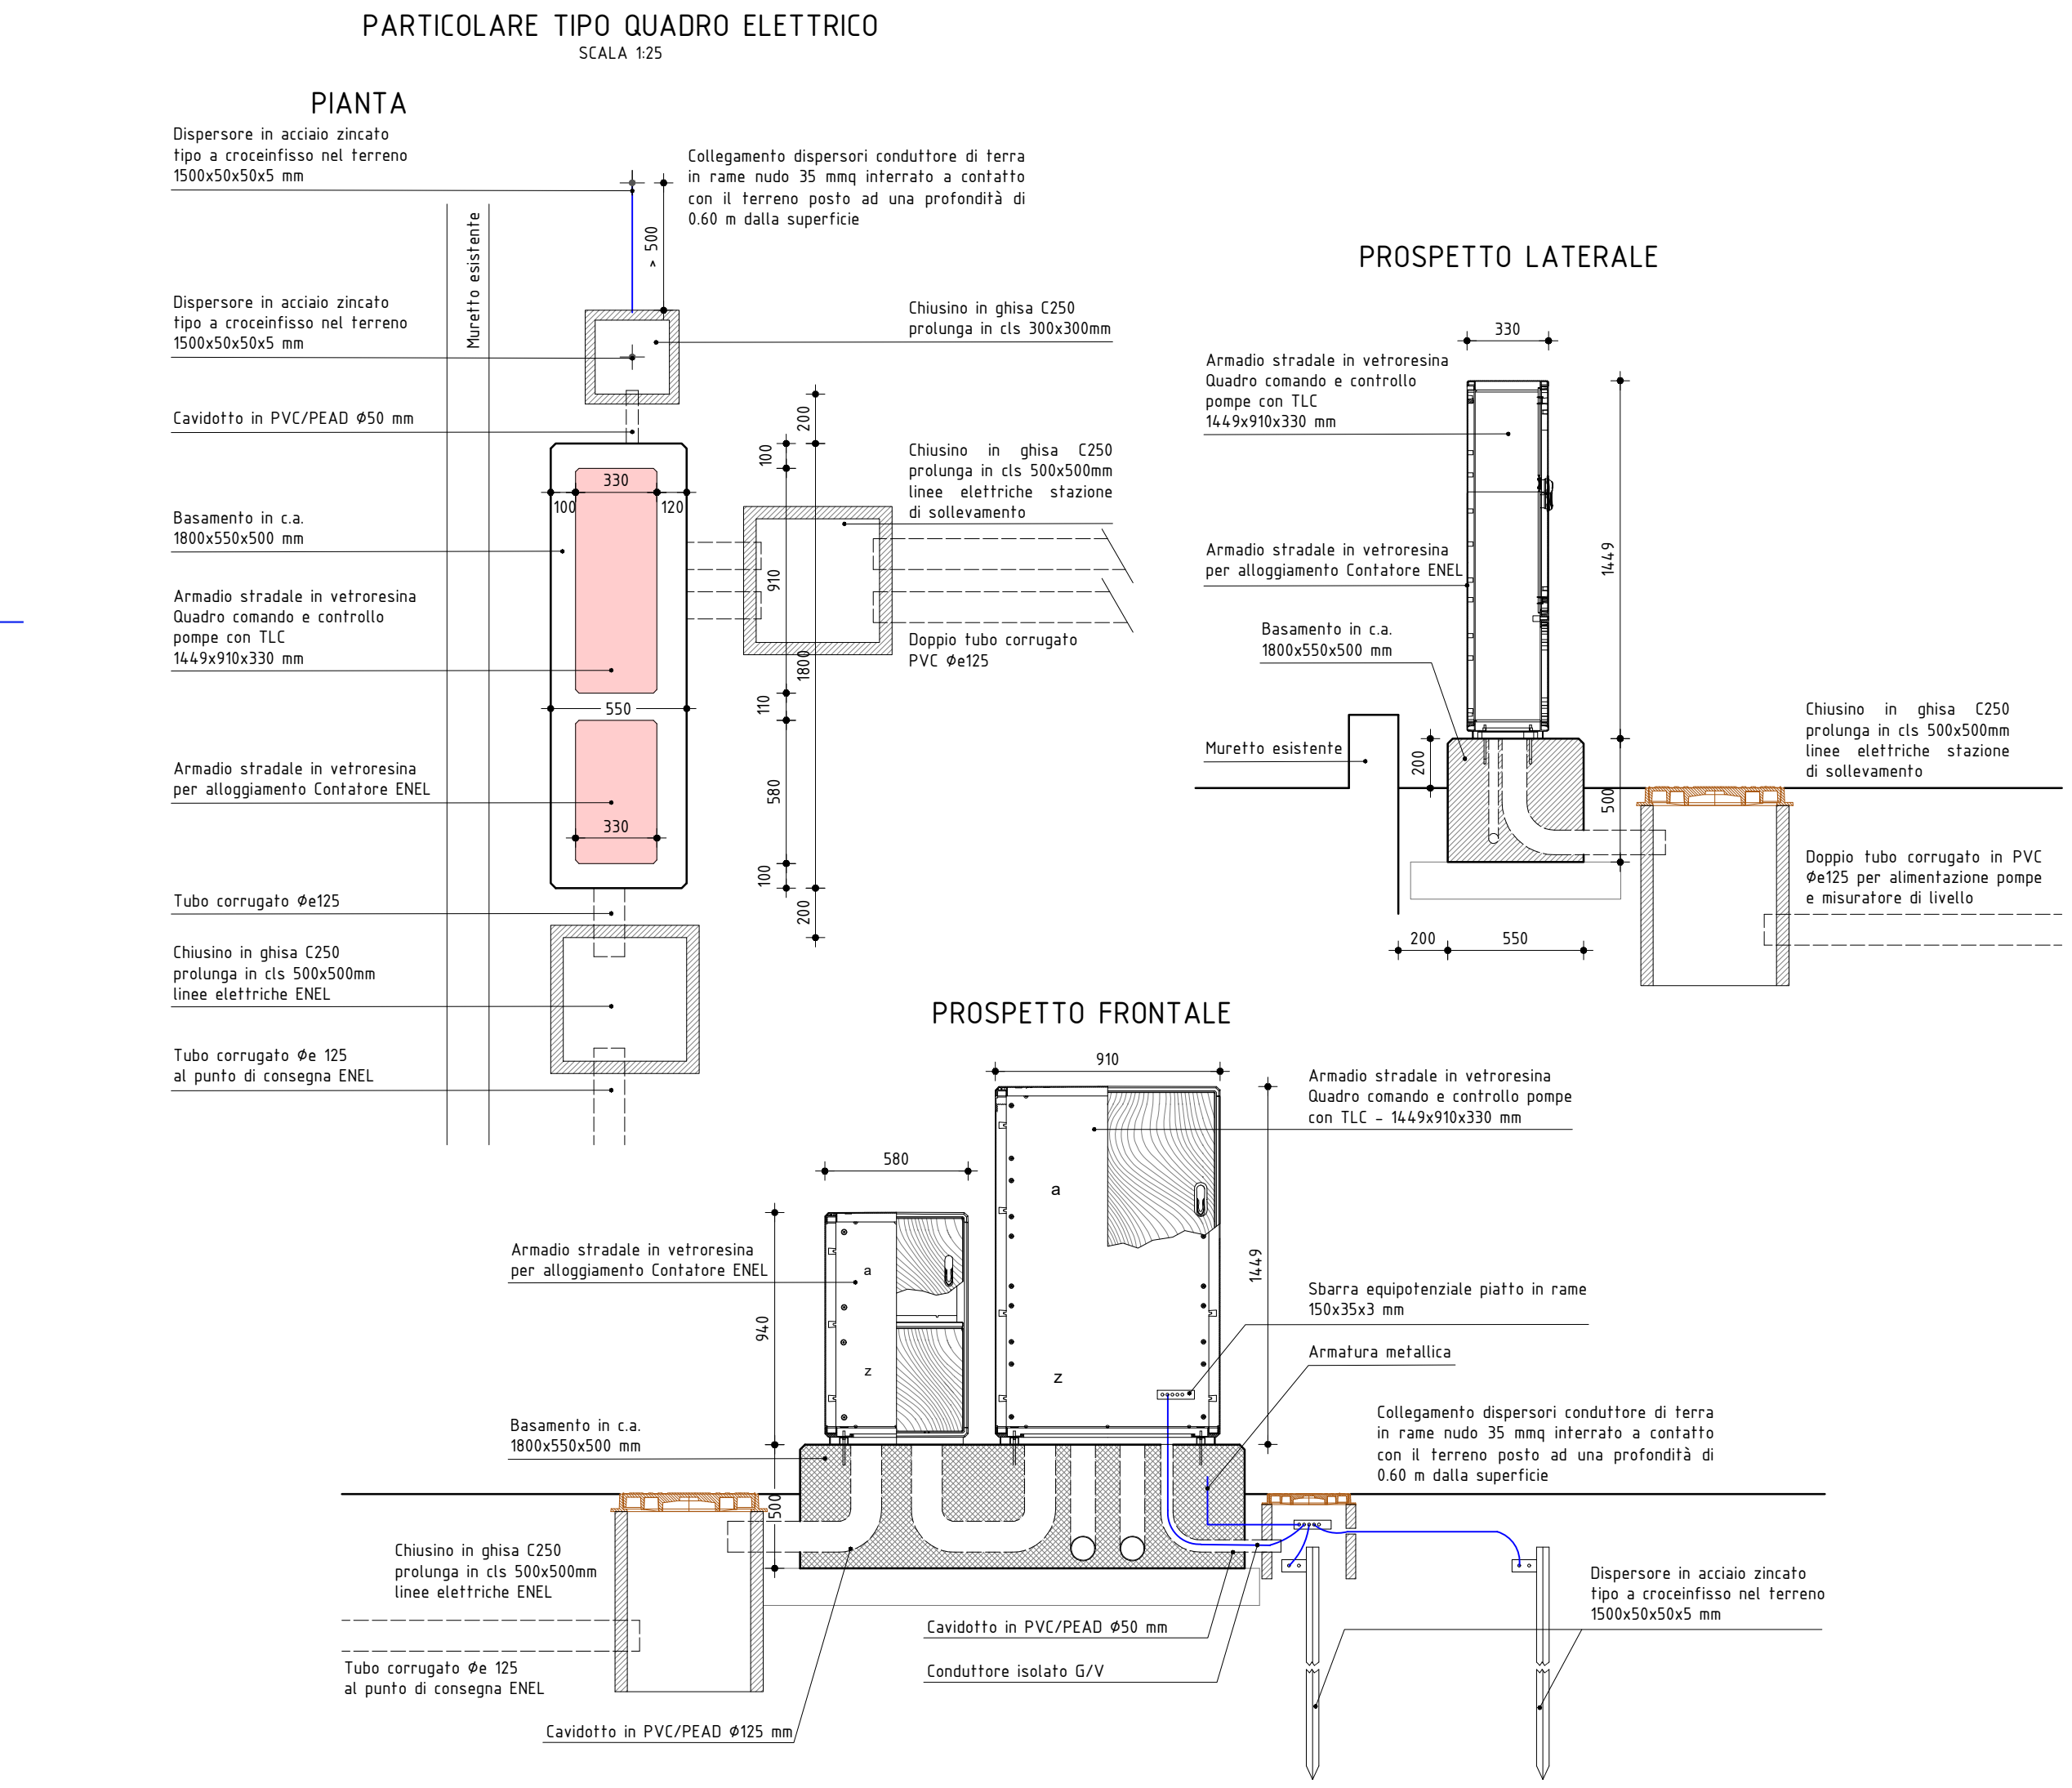 PARTICOLARE TIPO QUADRO ELETTRICO
SCALA 1:25
PIANTA
Dispersore in acciaio zincato
tipo a croceinfisso nel terreno
1500x50x50x5 mm
Collegamento dispersori conduttore di terra
in rame nudo 35 mmq interrato a contatto
con il terreno posto ad una profondità di
0.60 m dalla superficie
Muretto esistente
> 500
Dispersore in acciaio zincato
tipo a croceinfisso nel terreno
1500x50x50x5 mm
Chiusino in ghisa C250
prolunga in cls 300x300mm
Cavidotto in PVC/PEAD Ø50 mm
200
100
Chiusino in ghisa C250
prolunga in cls 500x500mm
linee elettriche stazione
di sollevamento
330
100
120
Basamento in c.a.
1800x550x500 mm
910
Armadio stradale in vetroresina
Quadro comando e controllo
pompe con TLC
1449x910x330 mm
Doppio tubo corrugato
PVC Øe125
1800
110
550
580
Armadio stradale in vetroresina
per alloggiamento Contatore ENEL
330
100
200
Tubo corrugato Øe125
Chiusino in ghisa C250
prolunga in cls 500x500mm
linee elettriche ENEL
Tubo corrugato Øe 125
al punto di consegna ENEL
PROSPETTO LATERALE
330
Armadio stradale in vetroresina
Quadro comando e controllo
pompe con TLC
1449x910x330 mm
1449
Armadio stradale in vetroresina
per alloggiamento Contatore ENEL
Basamento in c.a.
1800x550x500 mm
Muretto esistente
200
500
Chiusino in ghisa C250
prolunga in cls 500x500mm
linee elettriche stazione
di sollevamento
Doppio tubo corrugato in PVC
Øe125 per alimentazione pompe
e misuratore di livello
200
550
PROSPETTO FRONTALE
910
Armadio stradale in vetroresina
Quadro comando e controllo pompe
con TLC - 1449x910x330 mm
580
a
1449
Armadio stradale in vetroresina
per alloggiamento Contatore ENEL
a
940
Sbarra equipotenziale piatto in rame
150x35x3 mm
Armatura metallica
z
z
Collegamento dispersori conduttore di terra
in rame nudo 35 mmq interrato a contatto
con il terreno posto ad una profondità di
0.60 m dalla superficie
Basamento in c.a.
1800x550x500 mm
500
Chiusino in ghisa C250
prolunga in cls 500x500mm
linee elettriche ENEL
Dispersore in acciaio zincato
tipo a croceinfisso nel terreno
1500x50x50x5 mm
Cavidotto in PVC/PEAD Ø50 mm
Conduttore isolato G/V
Tubo corrugato Øe 125
al punto di consegna ENEL
Cavidotto in PVC/PEAD Ø125 mm